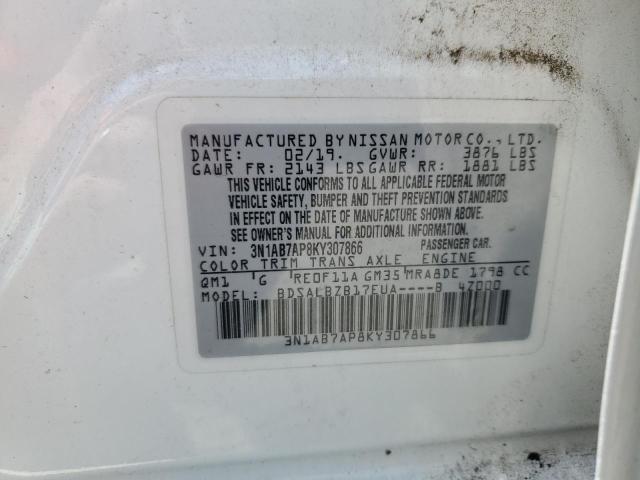 MANUFACTURED BY NISSAN MOTOR CO., LTD.
DATE: 02/19. GVWR: 3876 LBS
GAWR FR: 2143 LBS GAWR RR: 1881 LBS
THIS VEHICLE CONFORMS TO ALL APPLICABLE FEDERAL MOTOR
VEHICLE SAFETY, BUMPER AND THEFT PREVENTION STANDARDS
IN EFFECT ON THE DATE OF MANUFACTURE SHOWN ABOVE.
SEE OWNER'S MANUAL FOR ADDITIONAL INFORMATION.
VIN: 3N1AB7AP8KY307866 PASSENGER CAR.
COLOR TRIM TRANS AXLE ENGINE
QM1 'G 'RE0F11A GM35 MRA8DE 1798 CC
MODEL: BDSALBZB17EUA----B 4Z000
3N1AB7AP8KY307866